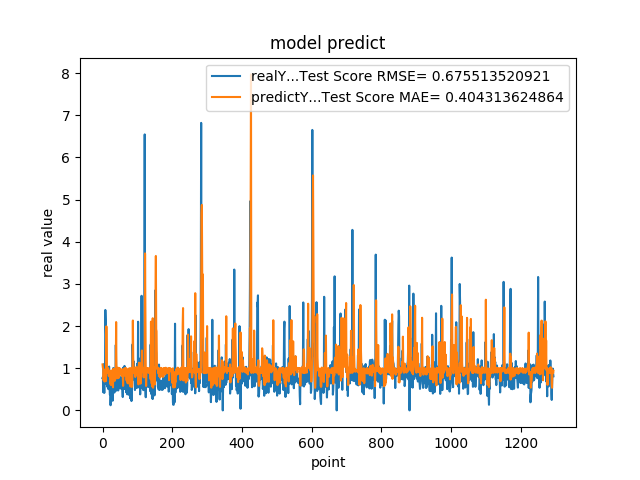 model predict
realY...Test Score RMSE= 0.675513520921
predictY...Test Score MAE= 0.404313624864
real value
8
7
6
5
4
3
2
1
0
0 200 400 600 800 1000 1200
point